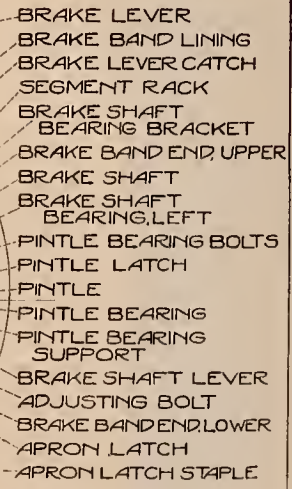 BRAKE LEVER
BRAKE BAND LINING
BRAKE LEVER CATCH
SEGMENT RACK
BRAKE SHAFT
BEARING BRACKET
BRAKE BAND END, UPPER
BRAKE SHAFT
BRAKE SHAFT
BEARING, LEFT
PINTLE BEARING BOLTS
PINTLE LATCH
PINTLE
PINTLE BEARING
PINTLE BEARING
SUPPORT
BRAKE SHAFT LEVER
ADJUSTING BOLT
BRAKE BAND END, LOWER
APRON LATCH
APRON LATCH STAPLE